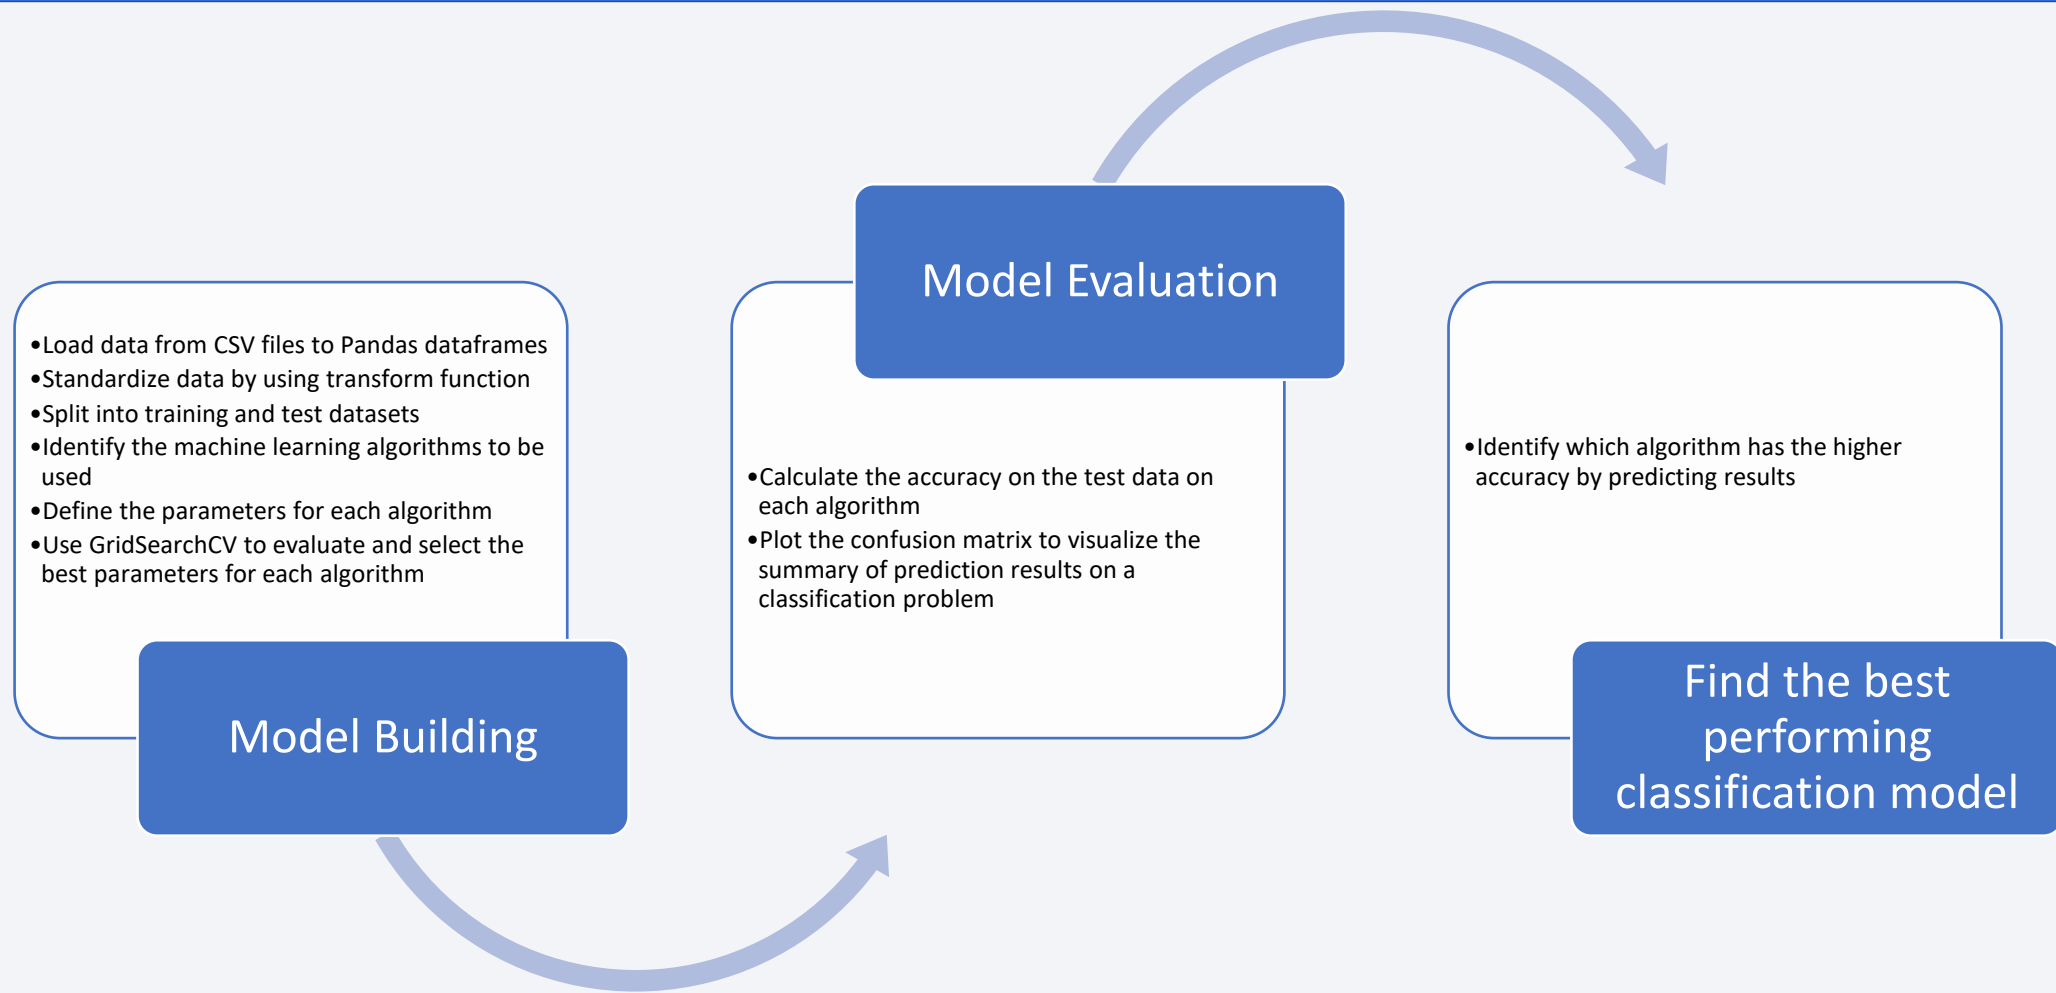 •Load data from CSV files to Pandas dataframes
•Standardize data by using transform function
•Split into training and test datasets
•Identify the machine learning algorithms to be
used
•Define the parameters for each algorithm
•Use GridSearchCV to evaluate and select the
best parameters for each algorithm
Model Building
Model Evaluation
•Calculate the accuracy on the test data on
each algorithm
•Plot the confusion matrix to visualize the
summary of prediction results on a
classification problem
•Identify which algorithm has the higher
accuracy by predicting results
Find the best
performing
classification model